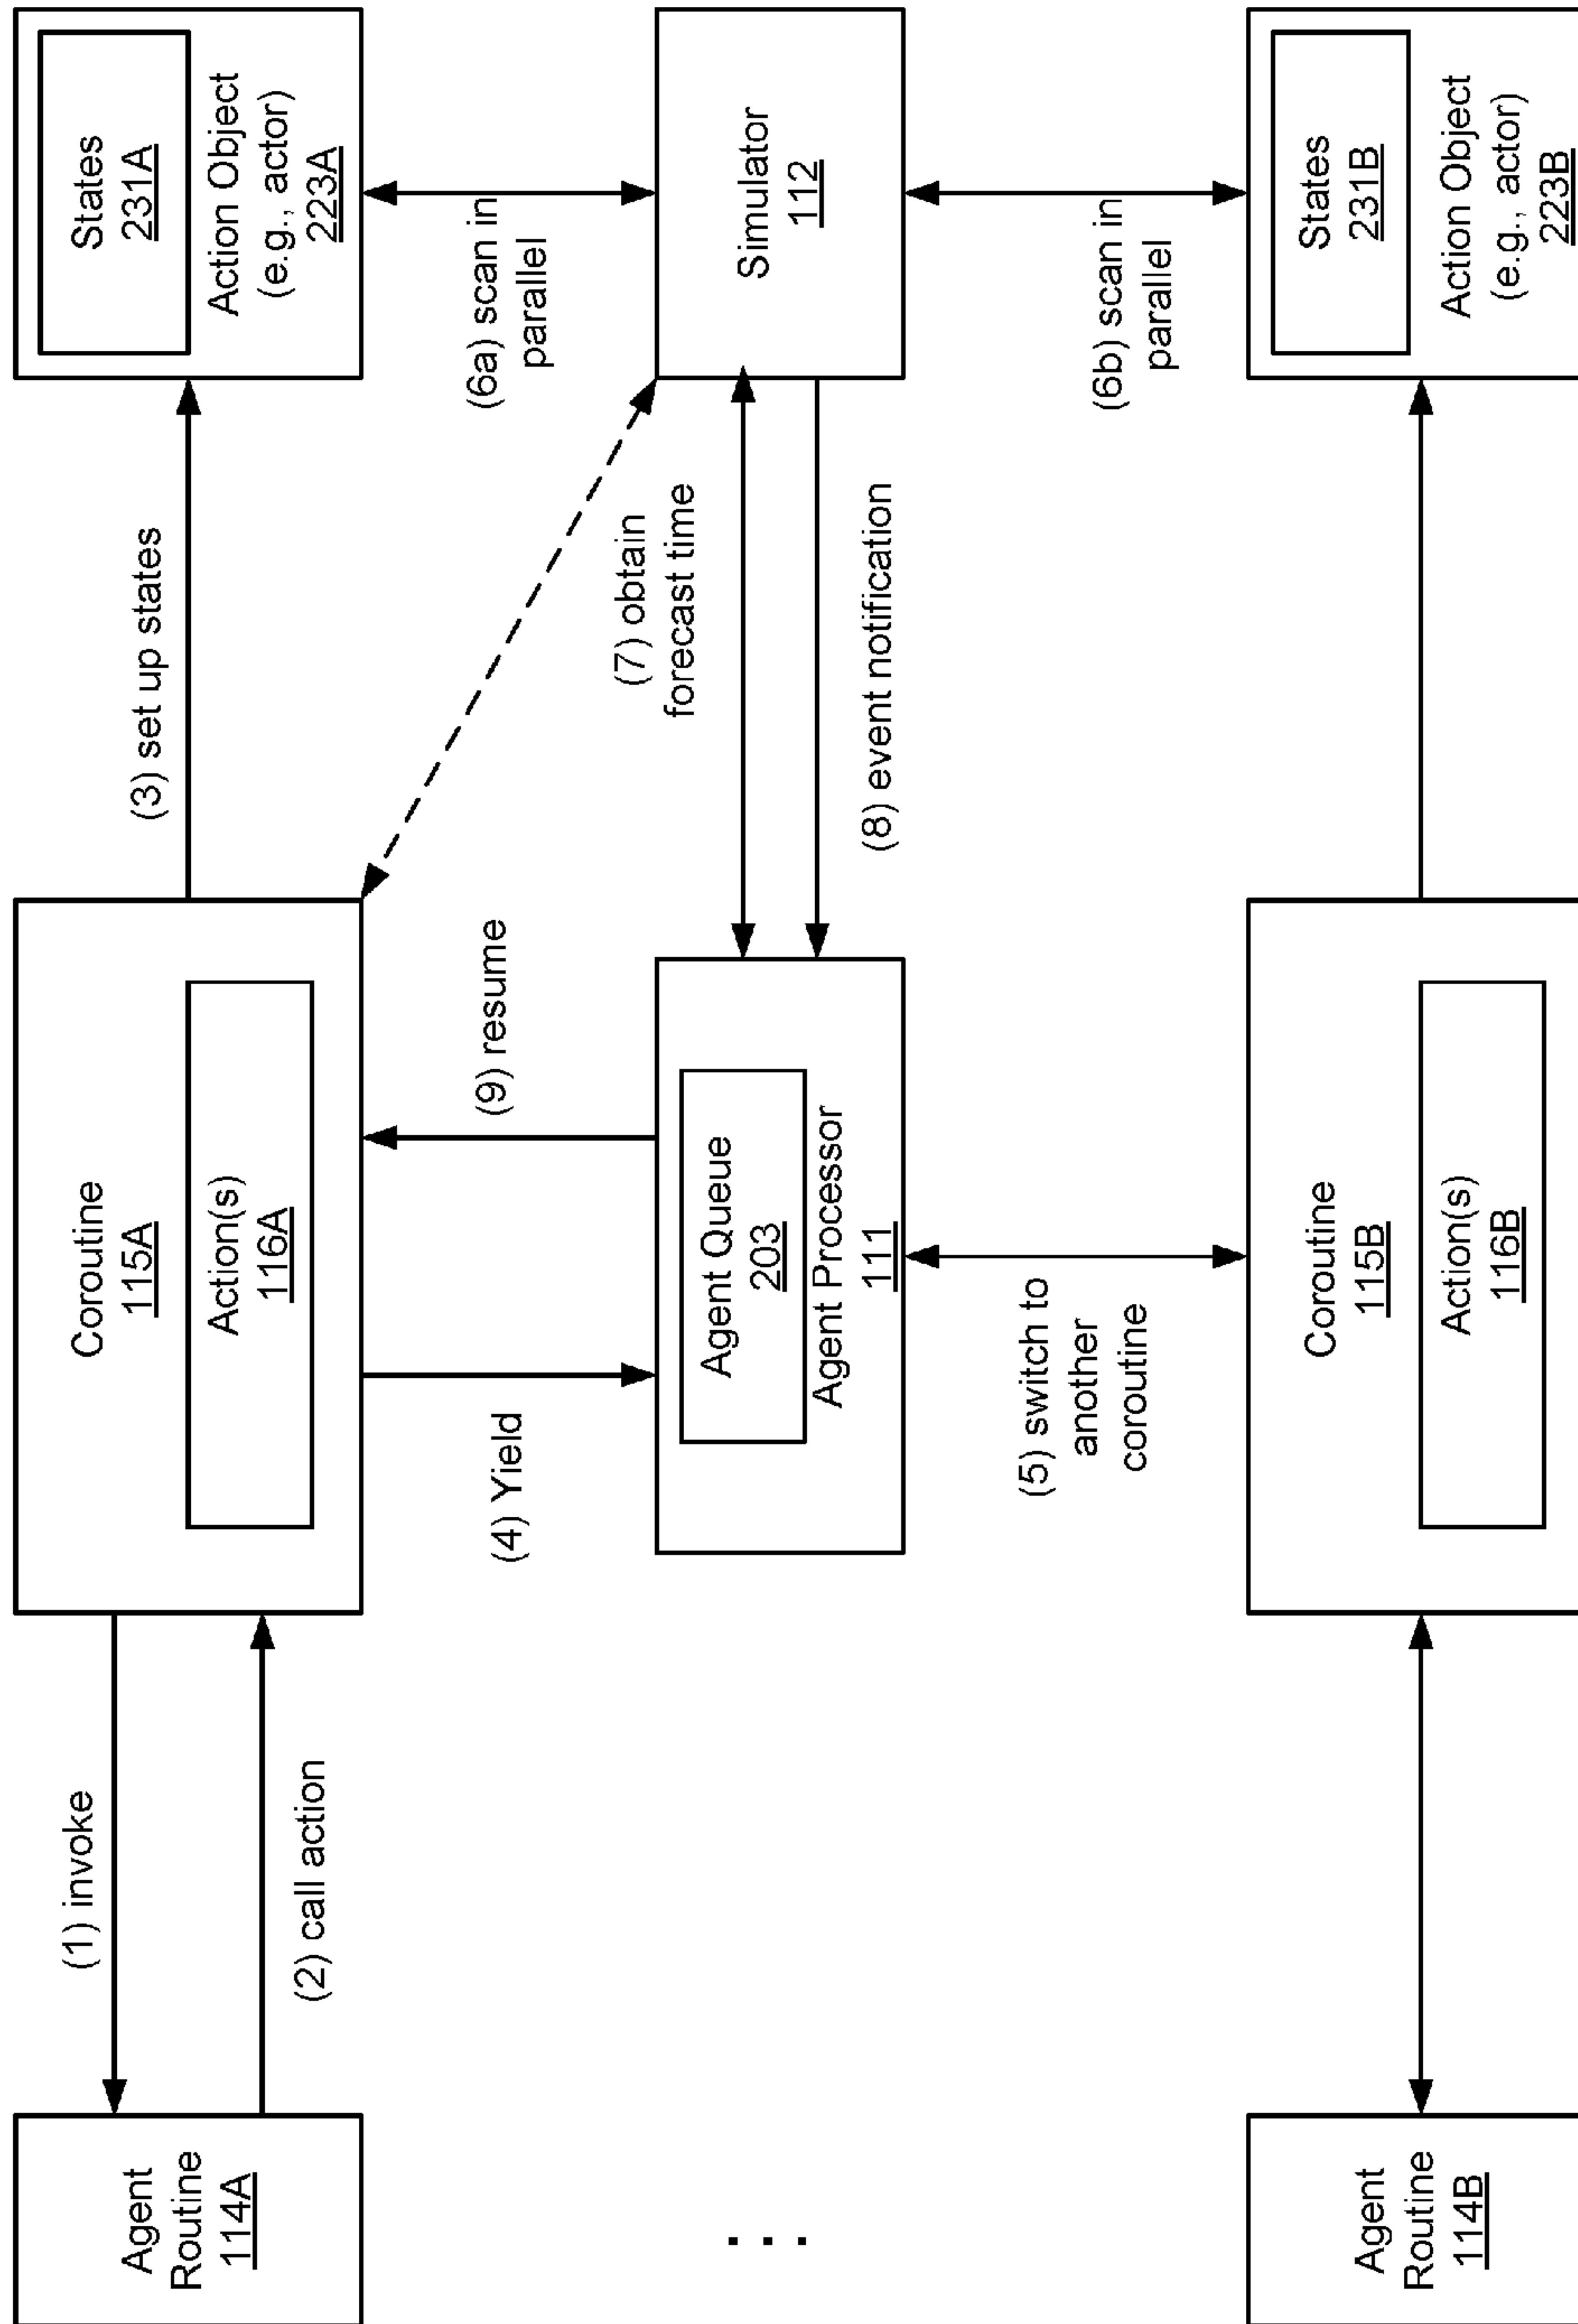 Agent
Routine
114A
(1) invoke
(2) call action
Coroutine
115A
Action(s)
116A
(3) set up states
States
231A
Action Object
(e.g., actor)
223A
(4) Yield
(9) resume
(6a) scan in
parallel
. . .
Agent Queue
203
Agent Processor
111
(7) obtain
forecast time
(8) event notification
Simulator
112
(5) switch to
another
coroutine
(6b) scan in
parallel
Agent
Routine
114B
Coroutine
115B
Action(s)
116B
States
231B
Action Object
(e.g., actor)
223B